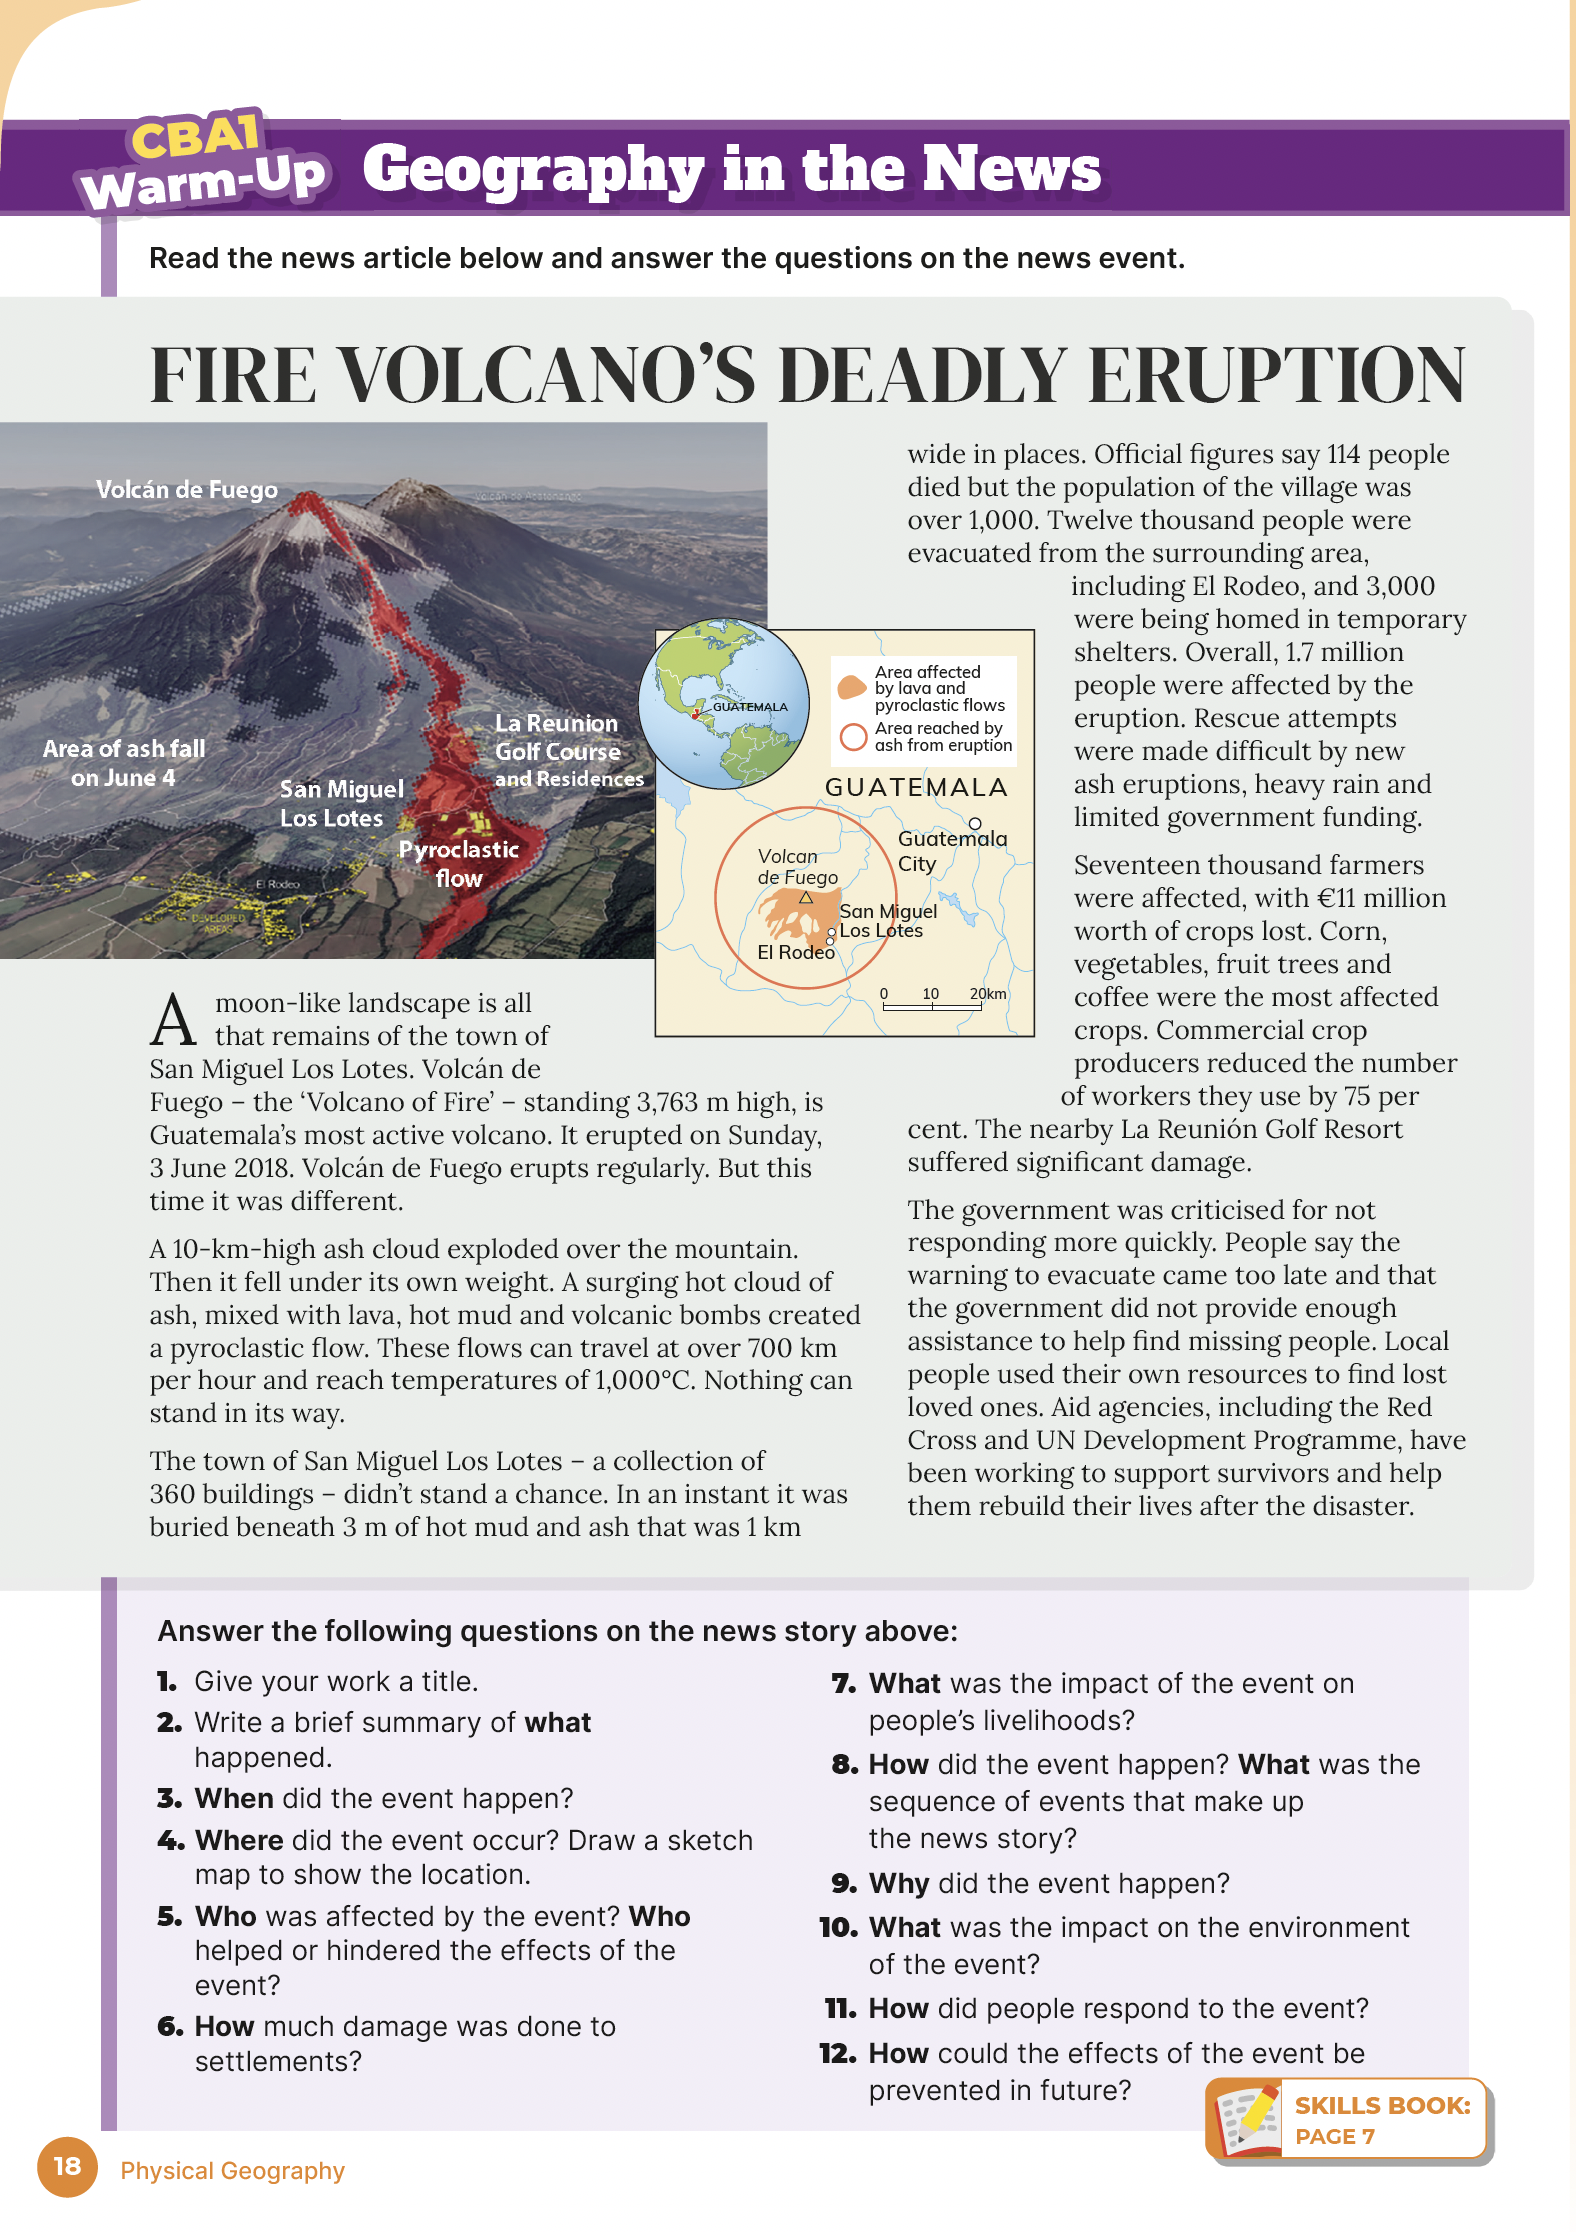 CBA1
Warm-Up
Geography in the News
Read the news article below and answer the questions on the news event.
FIRE VOLCANO'S DEADLY ERUPTION
Volcán de Fuego
Volcán de Acatenango
Area of ash fall
on June 4
San Miguel
Los Lotes
La Reunion
Golf Course
and Residences
Pyroclastic
flow
El Rodeo
DEVELOPED
AREAS
GUATEMALA
Area affected
by lava and
pyroclastic flows
Area reached by
ash from eruption
GUATEMALA
Guatemala
City
Volcan
de Fuego
San Miguel
Los Lotes
El Rodeo
0 10 20km
A moon-like landscape is all
that remains of the town of
San Miguel Los Lotes. Volcán de
Fuego – the ‘Volcano of Fire’ – standing 3,763 m high, is
Guatemala’s most active volcano. It erupted on Sunday,
3 June 2018. Volcán de Fuego erupts regularly. But this
time it was different.
A 10-km-high ash cloud exploded over the mountain.
Then it fell under its own weight. A surging hot cloud of
ash, mixed with lava, hot mud and volcanic bombs created
a pyroclastic flow. These flows can travel at over 700 km
per hour and reach temperatures of 1,000°C. Nothing can
stand in its way.
The town of San Miguel Los Lotes – a collection of
360 buildings – didn’t stand a chance. In an instant it was
buried beneath 3 m of hot mud and ash that was 1 km
wide in places. Official figures say 114 people
died but the population of the village was
over 1,000. Twelve thousand people were
evacuated from the surrounding area,
including El Rodeo, and 3,000
were being homed in temporary
shelters. Overall, 1.7 million
people were affected by the
eruption. Rescue attempts
were made difficult by new
ash eruptions, heavy rain and
limited government funding.
Seventeen thousand farmers
were affected, with €11 million
worth of crops lost. Corn,
vegetables, fruit trees and
coffee were the most affected
crops. Commercial crop
producers reduced the number
of workers they use by 75 per
cent. The nearby La Reunión Golf Resort
suffered significant damage.
The government was criticised for not
responding more quickly. People say the
warning to evacuate came too late and that
the government did not provide enough
assistance to help find missing people. Local
people used their own resources to find lost
loved ones. Aid agencies, including the Red
Cross and UN Development Programme, have
been working to support survivors and help
them rebuild their lives after the disaster.
Answer the following questions on the news story above:
1. Give your work a title.
2. Write a brief summary of what
happened.
3. When did the event happen?
4. Where did the event occur? Draw a sketch
map to show the location.
5. Who was affected by the event? Who
helped or hindered the effects of the
event?
6. How much damage was done to
settlements?
7. What was the impact of the event on
people’s livelihoods?
8. How did the event happen? What was the
sequence of events that make up
the news story?
9. Why did the event happen?
10. What was the impact on the environment
of the event?
11. How did people respond to the event?
12. How could the effects of the event be
prevented in future?
SKILLS BOOK:
PAGE 7
18
Physical Geography